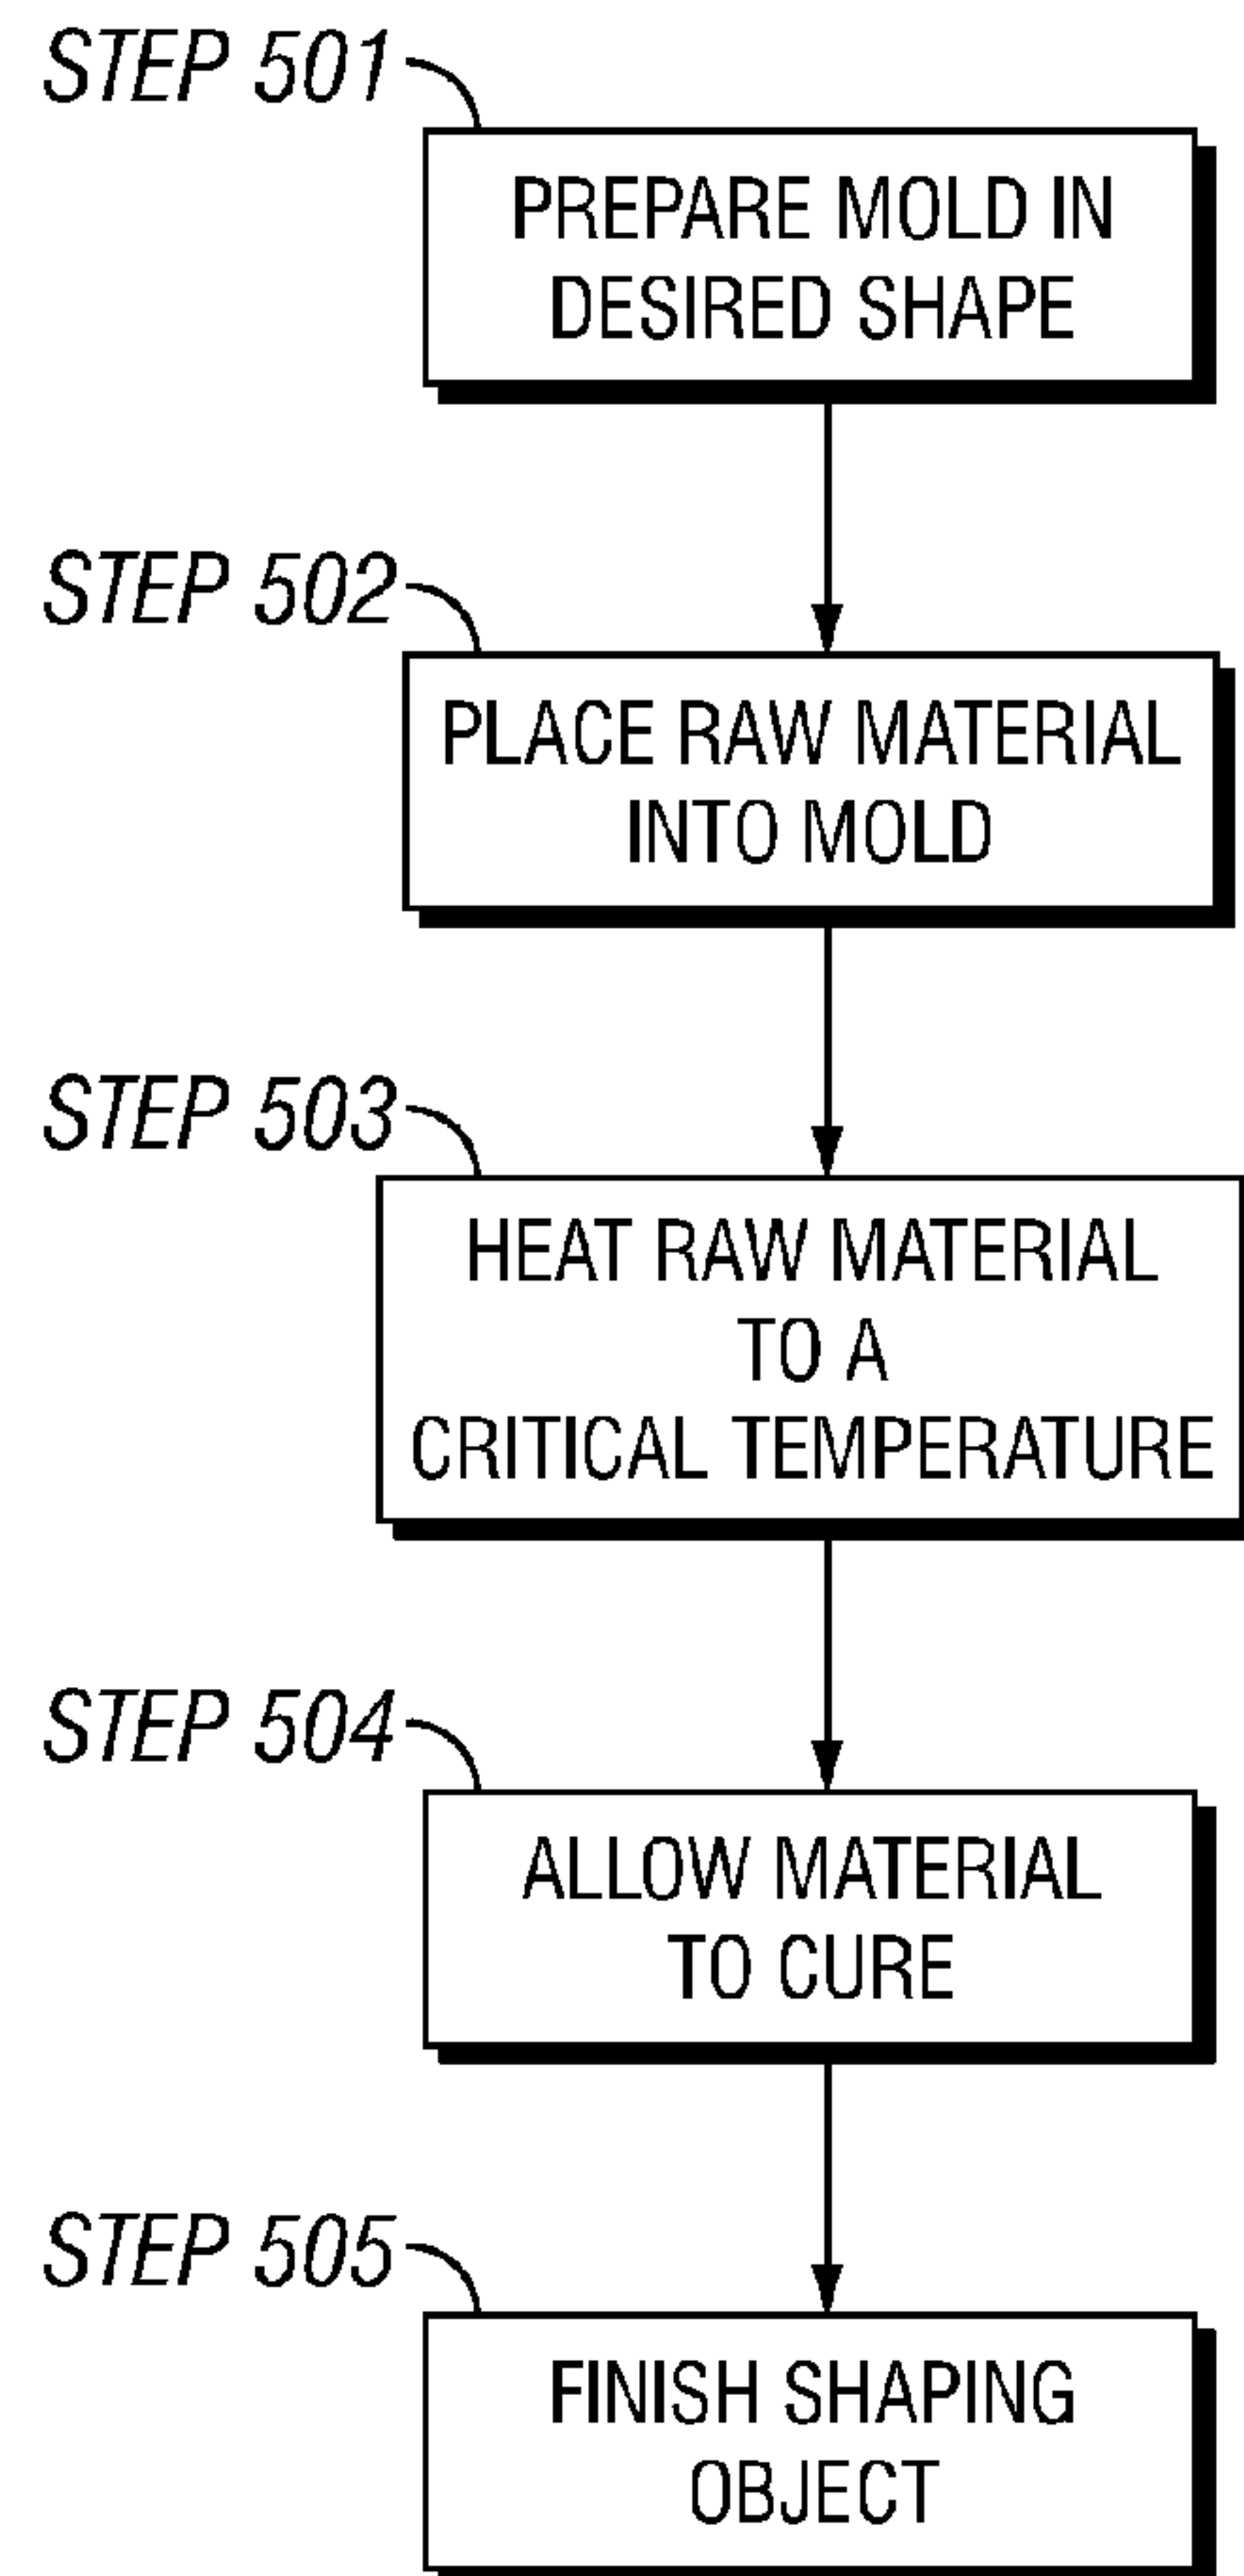 STEP 501
PREPARE MOLD IN
DESIRED SHAPE
STEP 502
PLACE RAW MATERIAL
INTO MOLD
STEP 503
HEAT RAW MATERIAL
TO A
CRITICAL TEMPERATURE
STEP 504
ALLOW MATERIAL
TO CURE
STEP 505
FINISH SHAPING
OBJECT